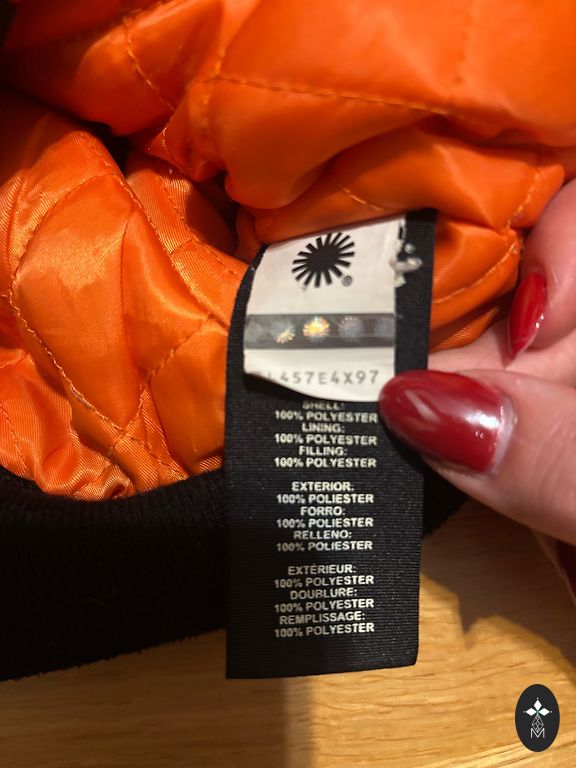 ®
L457E4X97
SHELL:
100% POLYESTER
LINING:
100% POLYESTER
FILLING:
100% POLYESTER
EXTERIOR:
100% POLIESTER
FORRO:
100% POLIESTER
RELLENO:
100% POLIESTER
EXTÉRIEUR:
100% POLYESTER
DOUBLURE:
100% POLYESTER
REMPLISSAGE:
100% POLYESTER
M